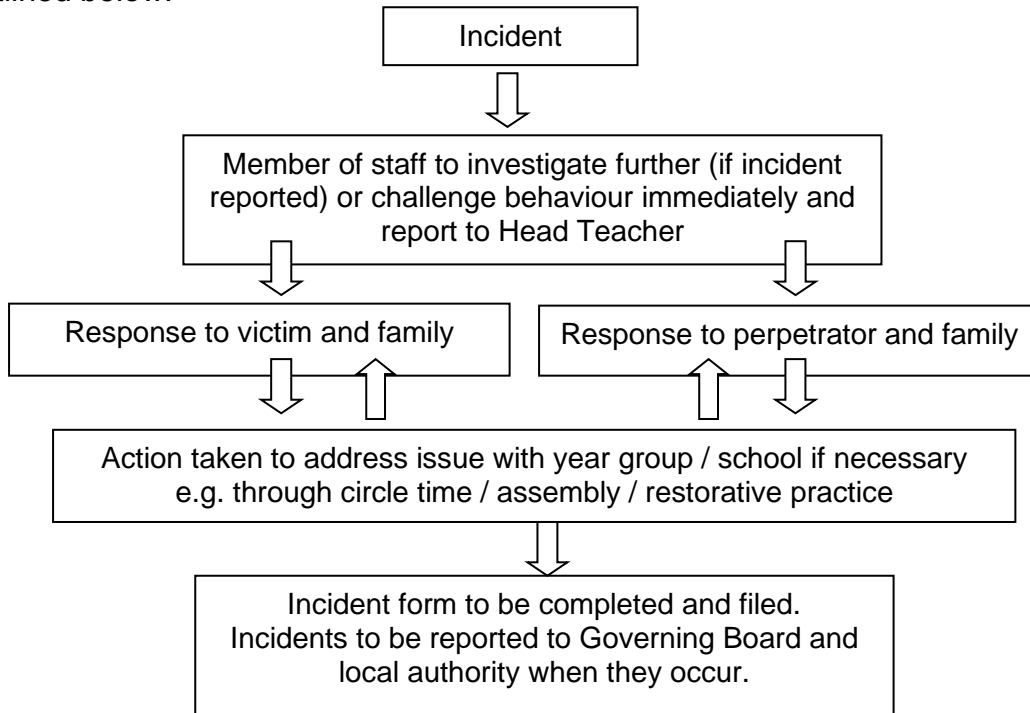 Incident
Member of staff to investigate further (if incident
reported) or challenge behaviour immediately and
report to Head Teacher
Response to victim and family
Response to perpetrator and family
Action taken to address issue with year group / school if necessary
e.g. through circle time / assembly / restorative practice
Incident form to be completed and filed.
Incidents to be reported to Governing Board and
local authority when they occur.